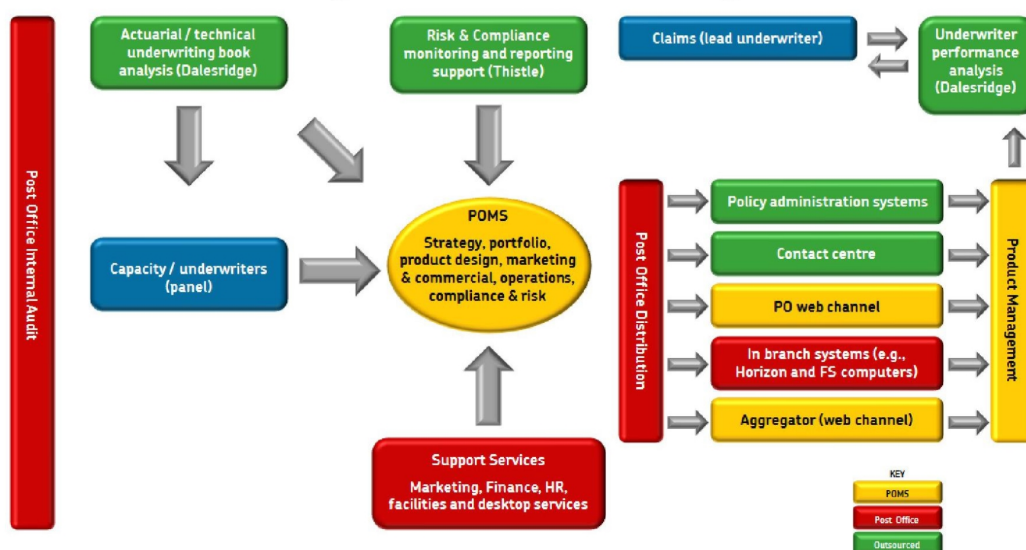 Post Office Internal Audit
Actuarial / technical
underwriting book
analysis (Dalesridge)
Risk & Compliance
monitoring and reporting
support (Thistle)
Claims (lead underwriter)
Underwriter
performance
analysis
(Dalesridge)
Capacity / underwriters
(panel)
POMS
Strategy, portfolio,
product design, marketing
& commercial, operations,
compliance & risk
Support Services
Marketing, Finance, HR,
facilities and desktop services
Post Office Distribution
Policy administration systems
Contact centre
PO web channel
In branch systems (e.g.,
Horizon and FS computers)
Aggregator (web channel)
Product Management
KEY
POMS
Post Office
Outsourced